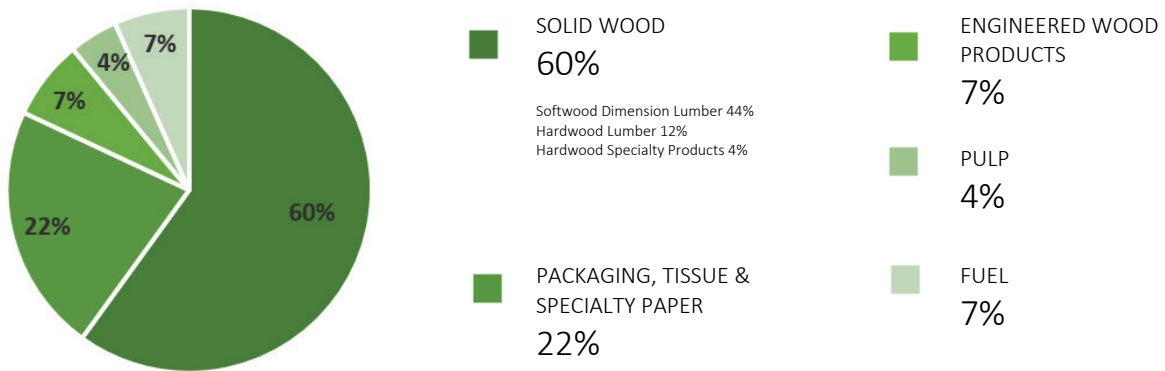 7%
4%
7%
22%
60%
SOLID WOOD
60%
Softwood Dimension Lumber 44%
Hardwood Lumber 12%
Hardwood Specialty Products 4%
PACKAGING, TISSUE &
SPECIALTY PAPER
22%
ENGINEERED WOOD
PRODUCTS
7%
PULP
4%
FUEL
7%